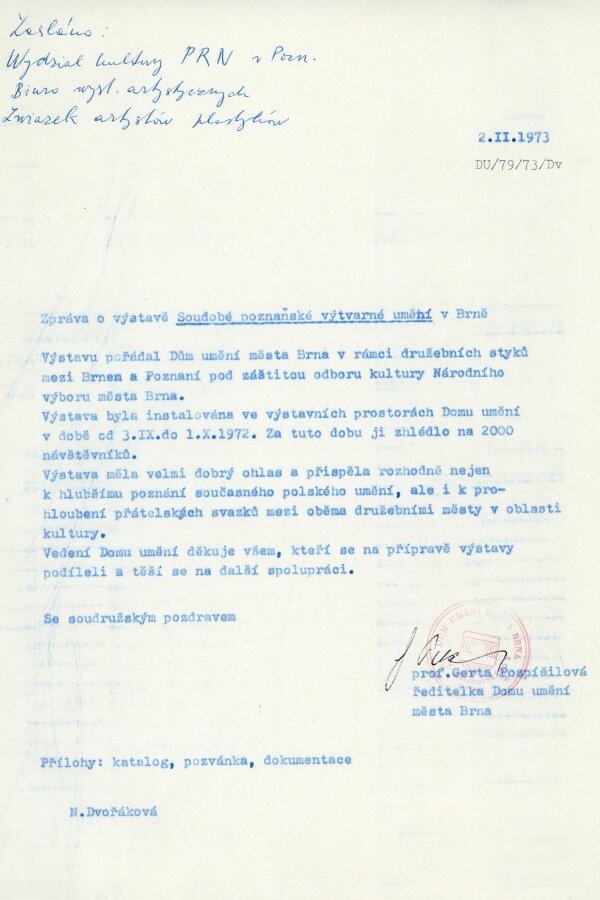 Zasláno:
Wydzial kultury PRN v Pozn.
Biuro wyst. artystycznych
Zwiazek artystów plastyków
2.II.1973
DU/79/73/Dv
Zpráva o výstavě Soudobé poznaňské výtvarné umění v Brně
Výstavu pořádal Dům umění města Brna v rámci družebních styků
mezi Brnem a Poznaní pod záštitou odboru kultury Národního
výboru města Brna.
Výstava byla instalována ve výstavních prostorách Domu umění
v době od 3.IX.do 1.X.1972. Za tuto dobu ji zhlédlo na 2000
návštěvníků.
Výstava měla velmi dobrý ohlas a přispěla rozhodně nejen
k hlubšímu poznání současného polského umění, ale i k pro-
hloubení přátelských svazků mezi oběma družebními městy v oblasti
kultury.
Vedení Domu umění děkuje všem, kteří se na přípravě výstavy
podíleli a těší se na další spolupráci.
Se soudružským pozdravem
prof.Gerta Pospíšilová
ředitelka Domu umění
města Brna
Přílohy: katalog, pozvánka, dokumentace
N.Dvořáková